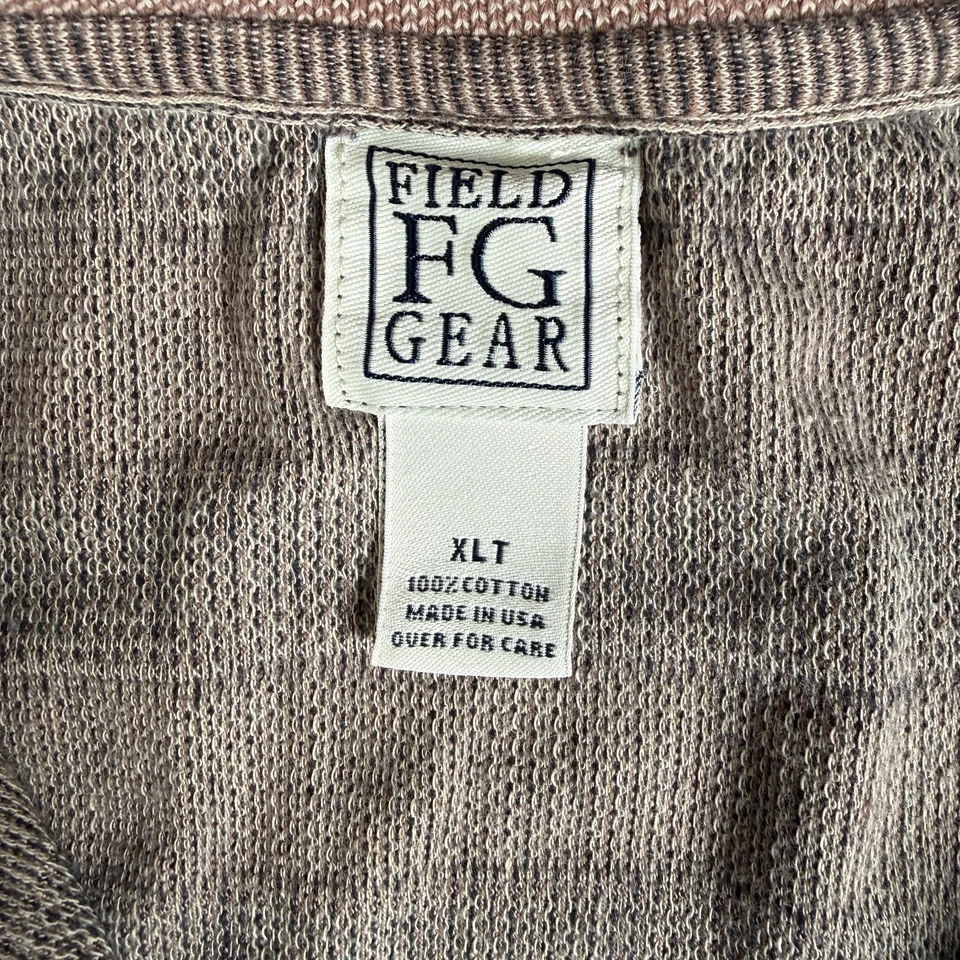 FIELD
FG
GEAR
XLT
100% COTTON
MADE IN USA
OVER FOR CARE